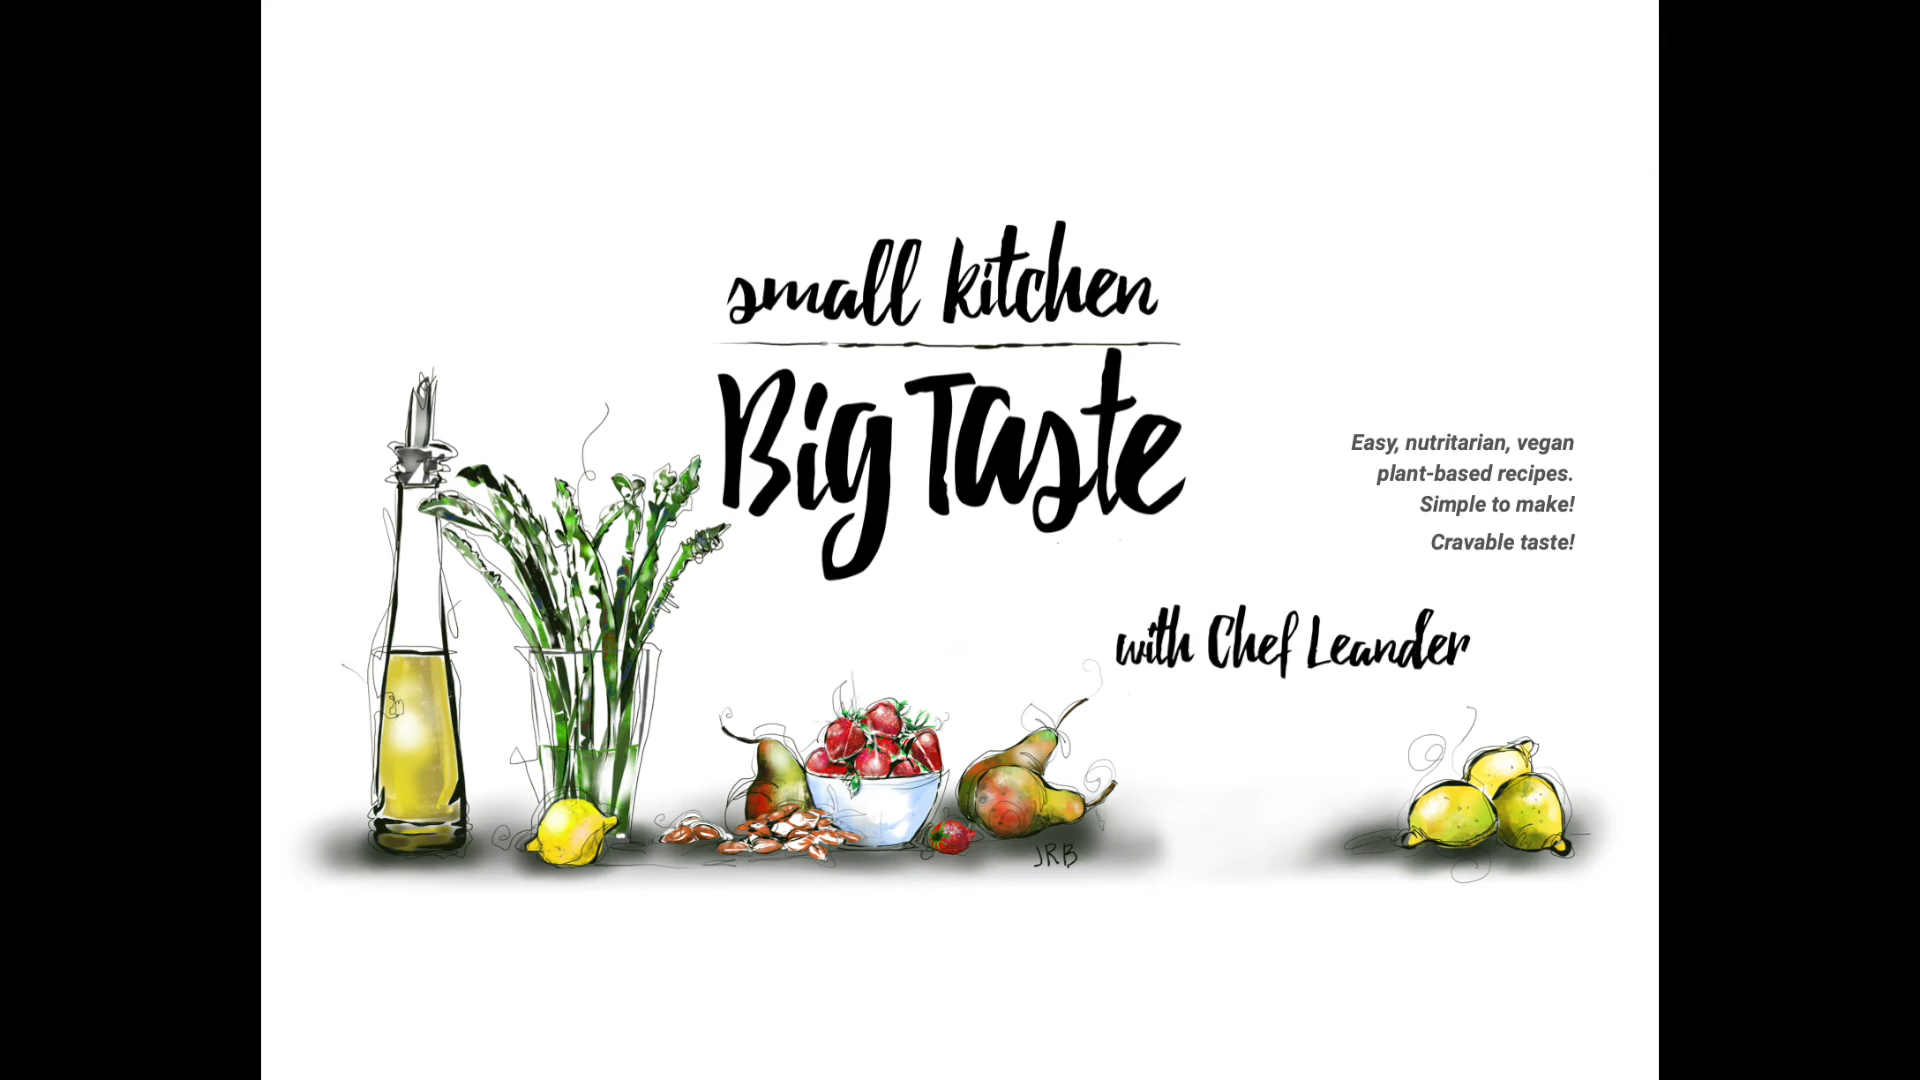 small kitchen
Big Taste
Easy, nutritarian, vegan
plant-based recipes.
Simple to make!
Cravable taste!
with Chef Leander
JRB